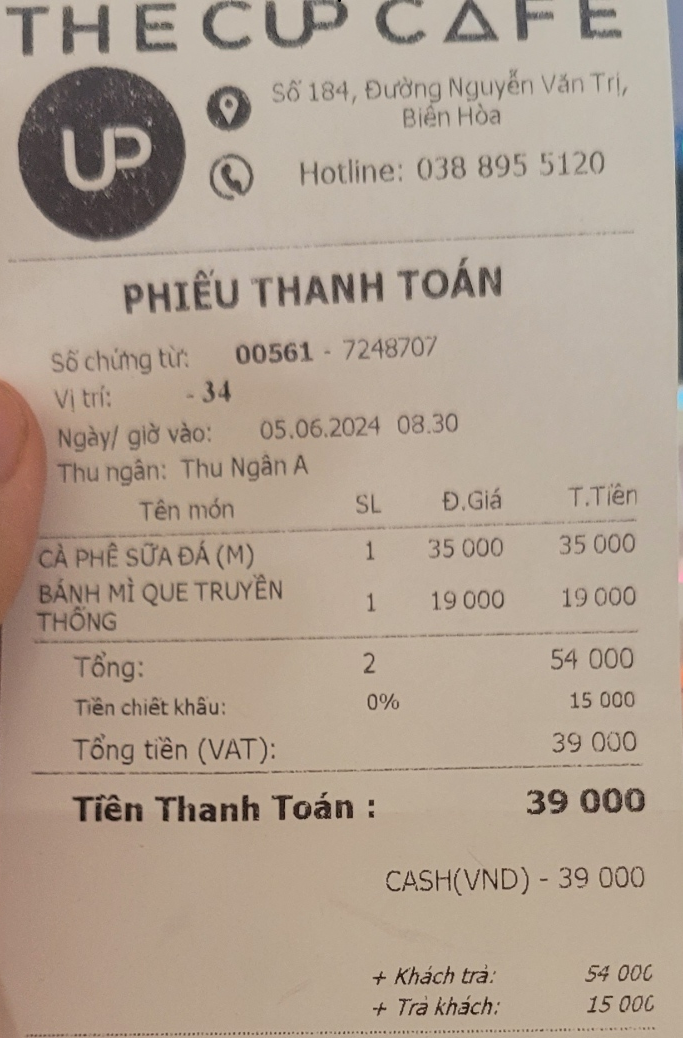 THE CUP CAFE
UP
Số 184, Đường Nguyễn Văn Trị,
Biên Hòa
Hotline: 038 895 5120
PHIẾU THANH TOÁN
Số chứng từ: 00561 - 7248707
Vị trí: - 34
Ngày/ giờ vào: 05.06.2024 08.30
Thu ngân: Thu Ngân A
Tên món SL Đ.Giá T.Tiên
CÀ PHÊ SỮA ĐÁ (M) 1 35 000 35 000
BÁNH MÌ QUE TRUYỀN
THỐNG 1 19 000 19 000
Tổng: 2 54 000
Tiền chiết khấu: 0% 15 000
Tổng tiền (VAT): 39 000
Tiền Thanh Toán : 39 000
CASH(VND) - 39 000
+ Khách trả: 54 000
+ Trả khách: 15 000